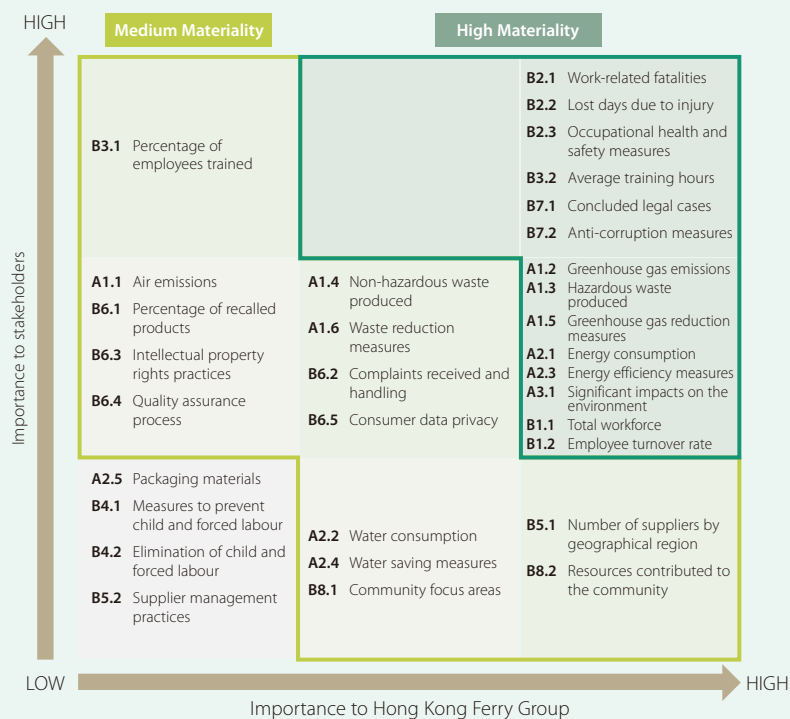 HIGH
Medium Materiality
High Materiality
Importance to stakeholders
B3.1 Percentage of
employees trained
B2.1 Work-related fatalities
B2.2 Lost days due to injury
B2.3 Occupational health and
safety measures
B3.2 Average training hours
B7.1 Concluded legal cases
B7.2 Anti-corruption measures
A1.1 Air emissions
B6.1 Percentage of recalled
products
B6.3 Intellectual property
rights practices
B6.4 Quality assurance
process
A1.4 Non-hazardous waste
produced
A1.6 Waste reduction
measures
B6.2 Complaints received and
handling
B6.5 Consumer data privacy
A1.2 Greenhouse gas emissions
A1.3 Hazardous waste
produced
A1.5 Greenhouse gas reduction
measures
A2.1 Energy consumption
A2.3 Energy efficiency measures
A3.1 Significant impacts on the
environment
B1.1 Total workforce
B1.2 Employee turnover rate
A2.5 Packaging materials
B4.1 Measures to prevent
child and forced labour
B4.2 Elimination of child and
forced labour
B5.2 Supplier management
practices
A2.2 Water consumption
A2.4 Water saving measures
B8.1 Community focus areas
B5.1 Number of suppliers by
geographical region
B8.2 Resources contributed to
the community
LOW
HIGH
Importance to Hong Kong Ferry Group